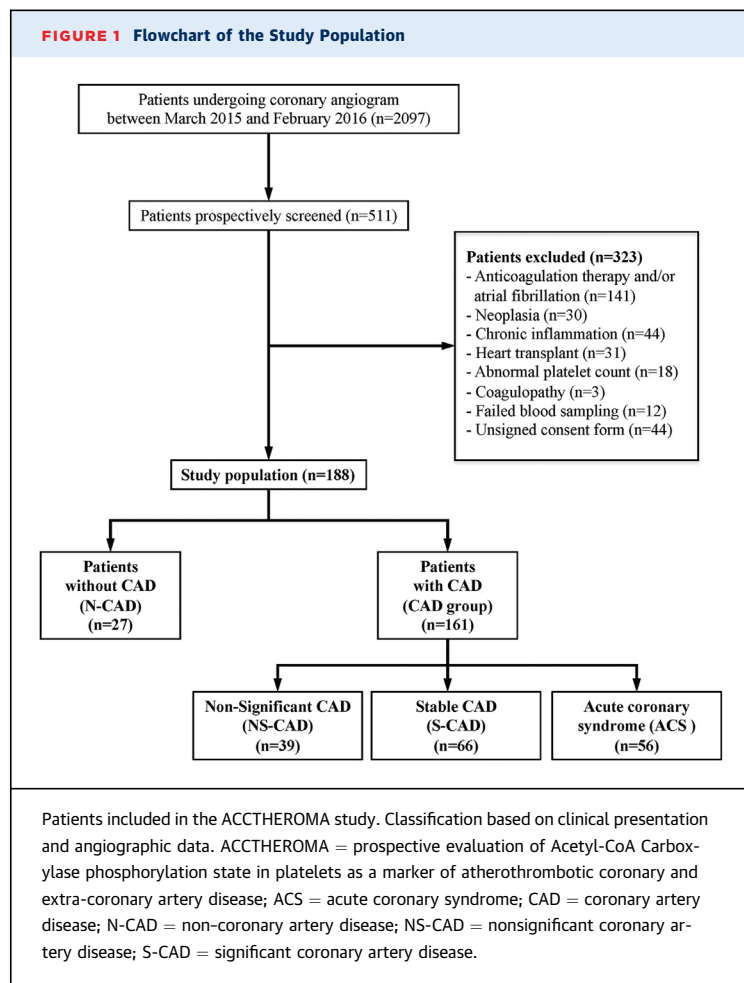 FIGURE 1 Flowchart of the Study Population
Patients undergoing coronary angiogram
between March 2015 and February 2016 (n=2097)
Patients prospectively screened (n=511)
Patients excluded (n=323)
- Anticoagulation therapy and/or
atrial fibrillation (n=141)
- Neoplasia (n=30)
- Chronic inflammation (n=44)
- Heart transplant (n=31)
- Abnormal platelet count (n=18)
- Coagulopathy (n=3)
- Failed blood sampling (n=12)
- Unsigned consent form (n=44)
Study population (n=188)
Patients
without CAD
(N-CAD)
(n=27)
Patients
with CAD
(CAD group)
(n=161)
Non-Significant CAD
(NS-CAD)
(n=39)
Stable CAD
(S-CAD)
(n=66)
Acute coronary
syndrome (ACS )
(n=56)
Patients included in the ACCTHEROMA study. Classification based on clinical presentation
and angiographic data. ACCTHEROMA = prospective evaluation of Acetyl-CoA Carbox-
ylase phosphorylation state in platelets as a marker of atherothrombotic coronary and
extra-coronary artery disease; ACS = acute coronary syndrome; CAD = coronary artery
disease; N-CAD = non–coronary artery disease; NS-CAD = nonsignificant coronary ar-
tery disease; S-CAD = significant coronary artery disease.